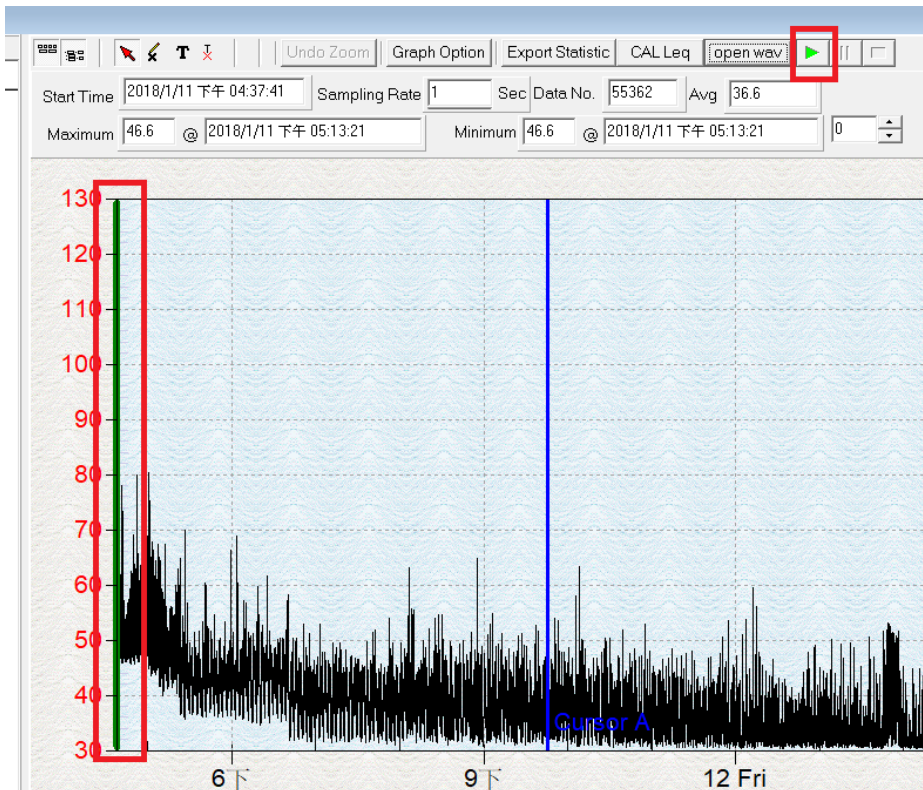 T T Undo Zoom Graph Option Export Statistic CAL Leq open wav
Start Time 2018/1/11 下午 04:37:41 Sampling Rate 1 Sec Data No. 55362 Avg 36.6
Maximum 46.6 @ 2018/1/11 下午 05:13:21 Minimum 46.6 @ 2018/1/11 下午 05:13:21 0
130
120
110
100
90
80
70
60
50
40
Cursor A
30
6下 9下 12 Fri